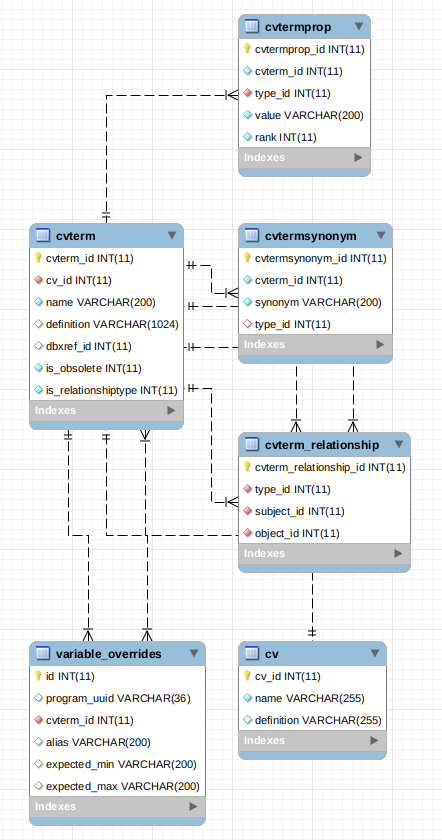 cvtermprop
cvtermprop_id INT(11)
cvterm_id INT(11)
type_id INT(11)
value VARCHAR(200)
rank INT(11)
Indexes
cvterm
cvterm_id INT(11)
cv_id INT(11)
name VARCHAR(200)
definition VARCHAR(1024)
dbxref_id INT(11)
is_obsolete INT(11)
is_relationshiptype INT(11)
Indexes
cvtermsynonym
cvtermsynonym_id INT(11)
cvterm_id INT(11)
synonym VARCHAR(200)
type_id INT(11)
Indexes
cvterm_relationship
cvterm_relationship_id INT(11)
type_id INT(11)
subject_id INT(11)
object_id INT(11)
Indexes
variable_overrides
id INT(11)
program_uuid VARCHAR(36)
cvterm_id INT(11)
alias VARCHAR(200)
expected_min VARCHAR(200)
expected_max VARCHAR(200)
Indexes
cv
cv_id INT(11)
name VARCHAR(255)
definition VARCHAR(255)
Indexes